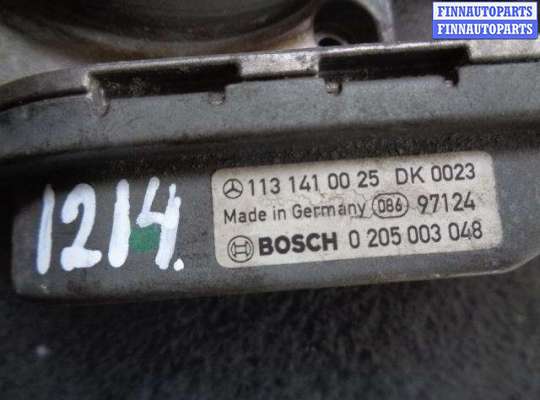 FINNAUTOPARTS
FINNAUTOPARTS
1214.
113 141 00 25 DK 0023
Made in Germany 086 97124
BOSCH 0 205 003 048